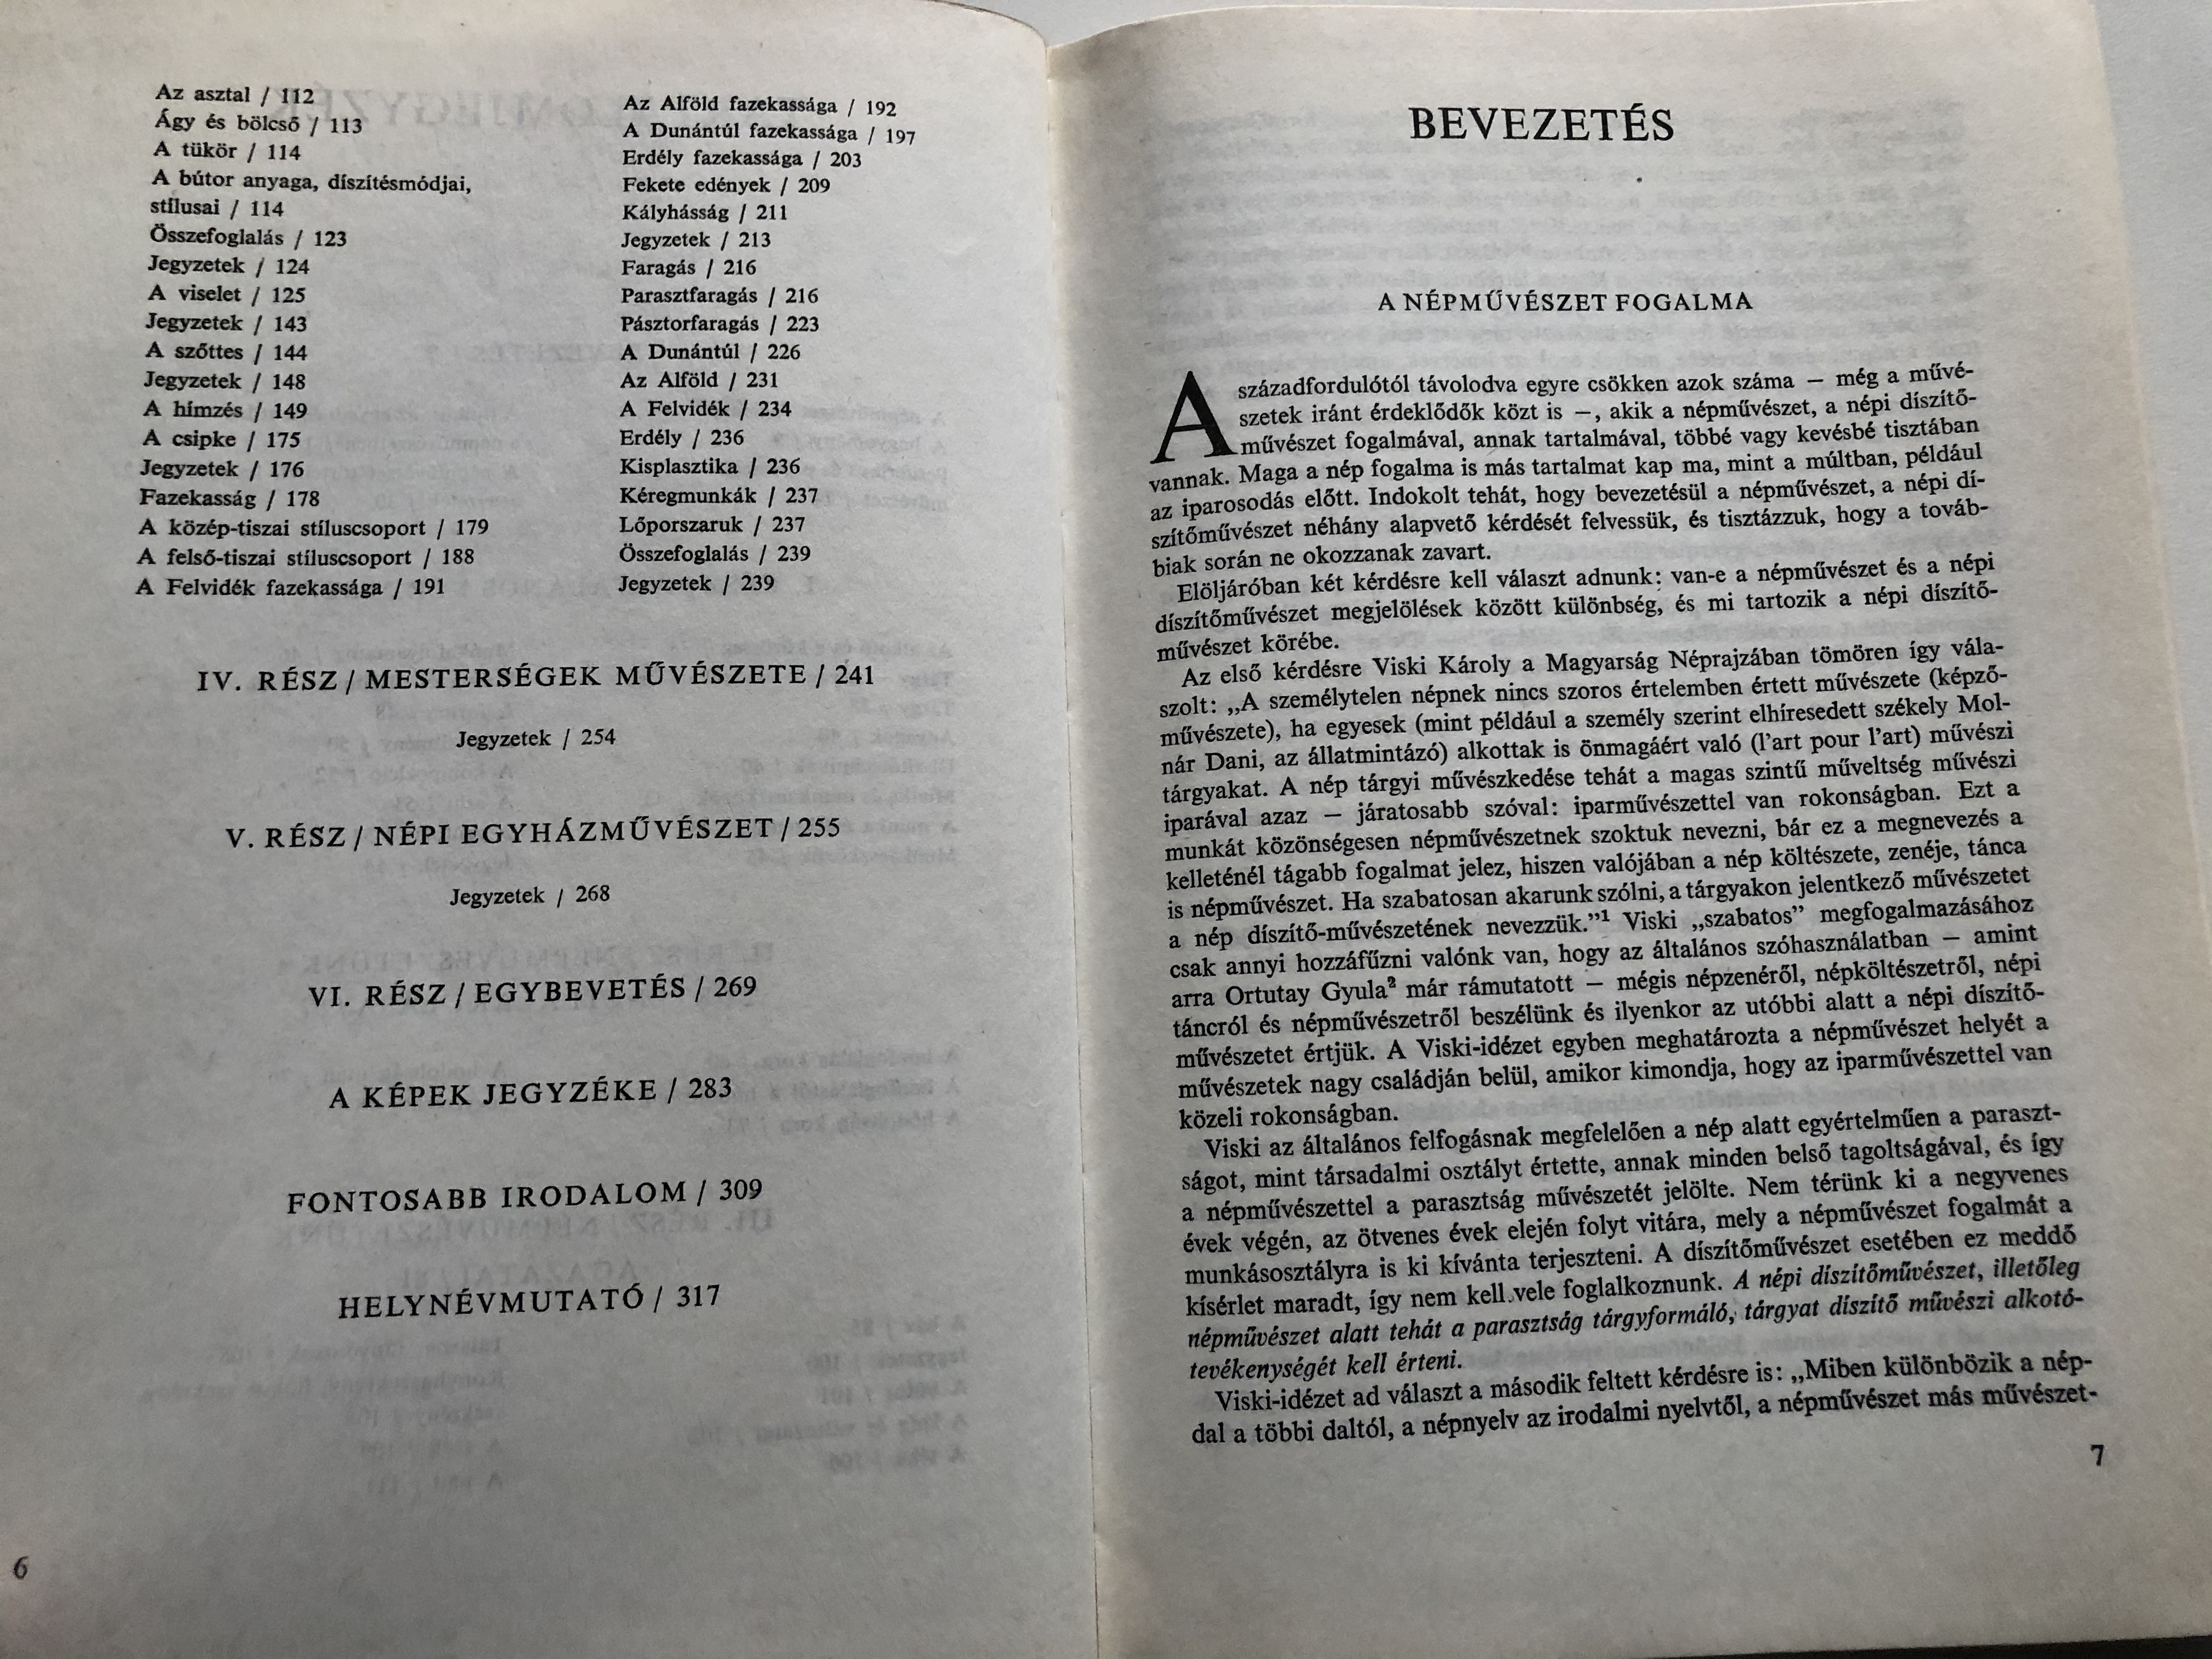 Az asztal / 112
Ágy és bölcső / 113
A tükör / 114
A bútor anyaga, díszítésmódjai,
stílusai / 114
Összefoglalás / 123
Jegyzetek / 124
A viselet / 125
Jegyzetek / 143
A szőttes / 144
Jegyzetek / 148
A hímzés / 149
A csipke / 175
Jegyzetek / 176
Fazekasság / 178
A közép-tiszai stíluscsoport / 179
A felső-tiszai stíluscsoport / 188
A Felvidék fazekassága / 191
Az Alföld fazekassága / 192
A Dunántúl fazekassága / 197
Erdély fazekassága / 203
Fekete edények / 209
Kályhásság / 211
Jegyzetek / 213
Faragás / 216
Parasztfaragás / 216
Pásztorfaragás / 223
A Dunántúl / 226
Az Alföld / 231
A Felvidék / 234
Erdély / 236
Kisplasztika / 236
Kéregmunkák / 237
Lőporszaruk / 237
Összefoglalás / 239
Jegyzetek / 239
IV. RÉSZ / MESTERSÉGEK MŰVÉSZETE / 241
Jegyzetek / 254
V. RÉSZ / NÉPI EGYHÁZMŰVÉSZET / 255
Jegyzetek / 268
VI. RÉSZ / EGYBEVETÉS / 269
A KÉPEK JEGYZÉKE / 283
FONTOSABB IRODALOM / 309
HELYNÉVMUTATÓ / 317
6
BEVEZETÉS
A NÉPMŰVÉSZET FOGALMA
A századfordulótól távolodva egyre csökken azok száma – még a művé-
szetek iránt érdeklődők közt is –, akik a népművészet, a népi díszítő-
művészet fogalmával, annak tartalmával, többé vagy kevésbé tisztában
vannak. Maga a nép fogalma is más tartalmat kap ma, mint a múltban, például
az iparosodás előtt. Indokolt tehát, hogy bevezetésül a népművészet, a népi dí-
szítőművészet néhány alapvető kérdését felvessük, és tisztázzuk, hogy a továb-
biak során ne okozzanak zavart.
Elöljáróban két kérdésre kell választ adnunk: van-e a népművészet és a népi
díszítőművészet megjelölések között különbség, és mi tartozik a népi díszítő-
művészet körébe.
Az első kérdésre Viski Károly a Magyarság Néprajzában tömören így vála-
szolt: „A személytelen népnek nincs szoros értelemben értett művészete (képző-
művészete), ha egyesek (mint például a személy szerint elhíresedett székely Mol-
nár Dani, az állatmintázó) alkottak is önmagáért való (l'art pour l'art) művészi
tárgyakat. A nép tárgyi művészkedése tehát a magas szintű műveltség művészi
iparával azaz – járatosabb szóval: iparművészettel van rokonságban. Ezt a
munkát közönségesen népművészetnek szoktuk nevezni, bár ez a megnevezés a
kelleténél tágabb fogalmat jelez, hiszen valójában a nép költészete, zenéje, tánca
is népművészet. Ha szabatosan akarunk szólni, a tárgyakon jelentkező művészetet
a nép díszítő-művészetének nevezzük.”¹ Viski „szabatos” megfogalmazásához
csak annyi hozzáfűzni valónk van, hogy az általános szóhasználatban – amint
arra Ortutay Gyula² már rámutatott – mégis népzenéről, népköltészetről, népi
táncról és népművészetről beszélünk és ilyenkor az utóbbi alatt a népi díszítő-
művészetet értjük. A Viski-idézet egyben meghatározta a népművészet helyét a
művészetek nagy családján belül, amikor kimondja, hogy az iparművészettel van
közeli rokonságban.
Viski az általános felfogásnak megfelelően a nép alatt egyértelműen a paraszt-
ságot, mint társadalmi osztályt értette, annak minden belső tagoltságával, és így
a népművészettel a parasztság művészetét jelölte. Nem térünk ki a negyvenes
évek végén, az ötvenes évek elején folyt vitára, mely a népművészet fogalmát a
munkásosztályra is ki kívánta terjeszteni. A díszítőművészet esetében ez meddő
kísérlet maradt, így nem kell vele foglalkoznunk. A népi díszítőművészet, illetőleg
népművészet alatt tehát a parasztság tárgyformáló, tárgyat díszítő művészi alkotó-
tevékenységét kell érteni.
Viski-idézet ad választ a második feltett kérdésre is: „Miben különbözik a nép-
dal a többi daltól, a népnyelv az irodalmi nyelvtől, a népművészet más művészet-
7